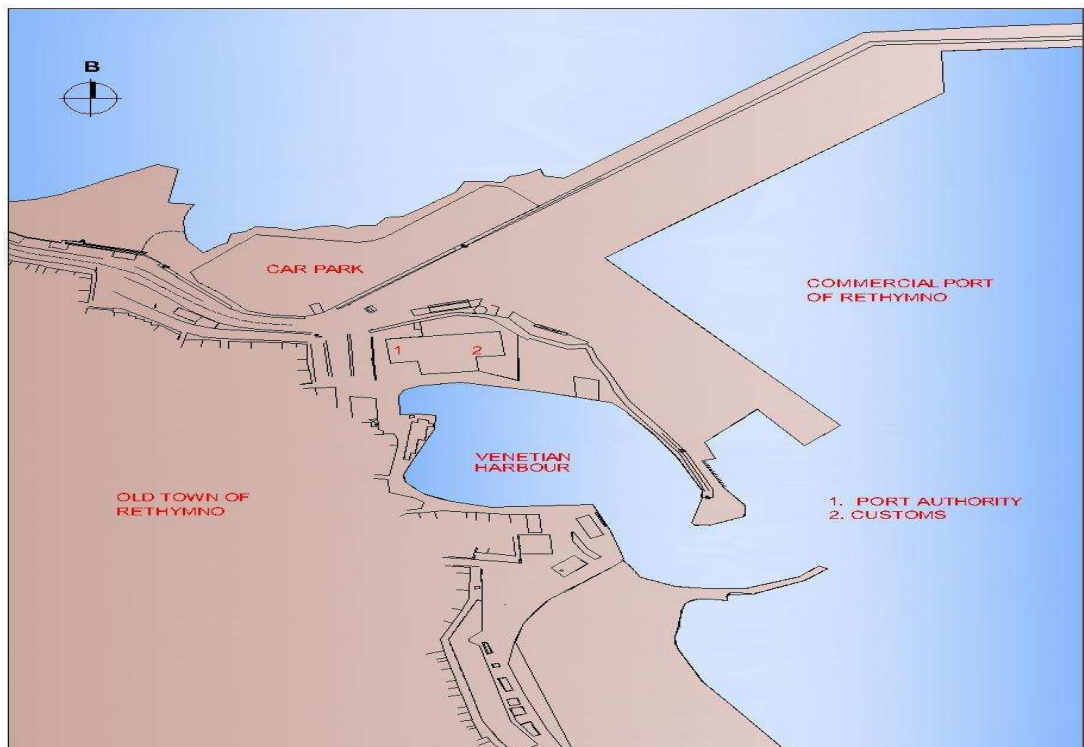 B
CAR PARK
COMMERCIAL PORT
OF RETHYMNO
1
2
VENETIAN
HARBOUR
OLD TOWN OF
RETHYMNO
1. PORT AUTHORITY
2. CUSTOMS